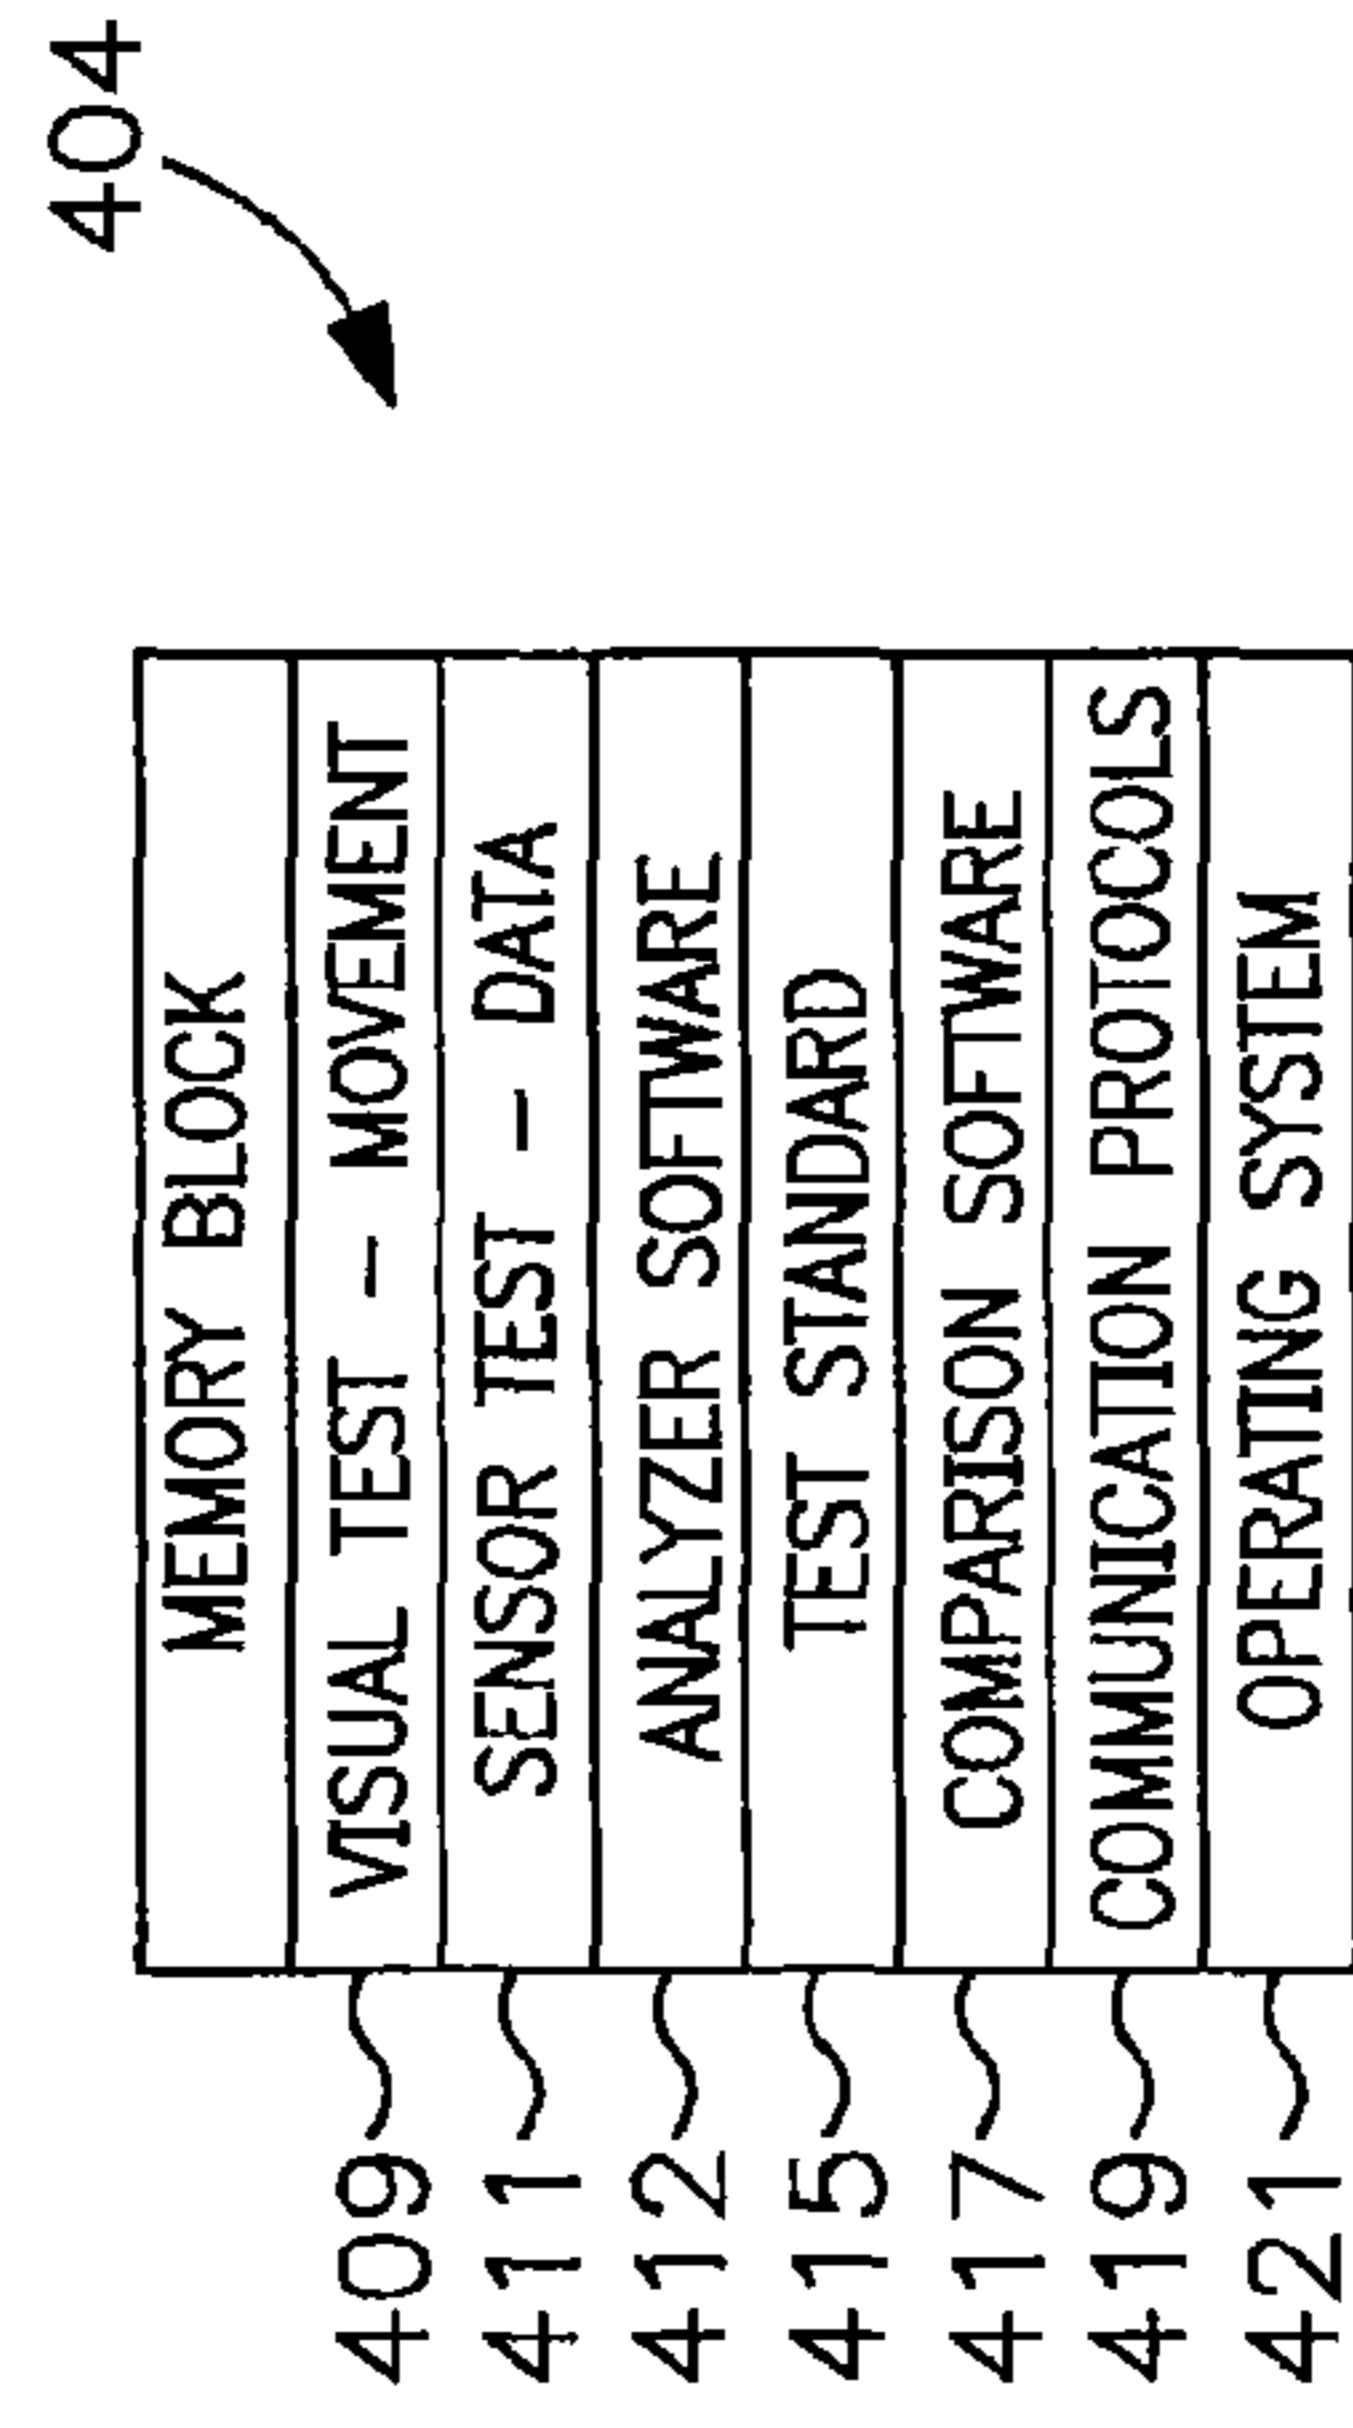 404
MEMORY BLOCK
409 VISUAL TEST - MOVEMENT
411 SENSOR TEST - DATA
412 ANALYZER SOFTWARE
415 TEST STANDARD
417 COMPARISON SOFTWARE
419 COMMUNICATION PROTOCOLS
421 OPERATING SYSTEM